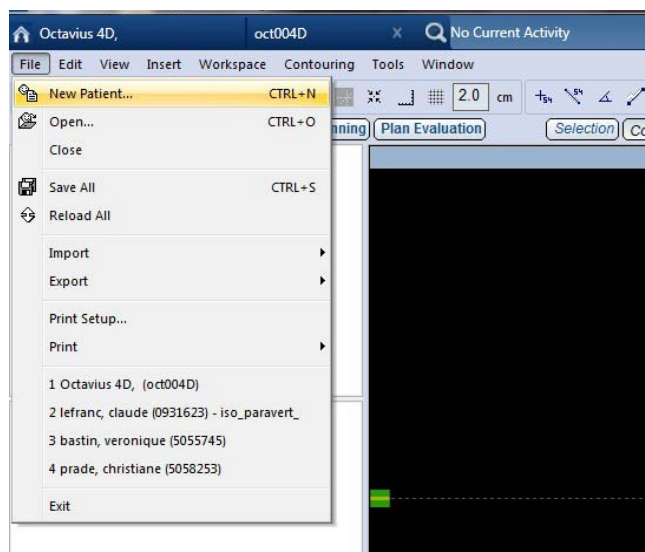 Octavius 4D, oct004D x No Current Activity
File Edit View Insert Workspace Contouring Tools Window
New Patient... CTRL+N
2.0 cm
Open... CTRL+O
Plan Evaluation Selection
Close
Save All CTRL+S
Reload All
Import
Export
Print Setup...
Print
1 Octavius 4D, (oct004D)
2 lefranc, claude (0931623) - iso_paravert_
3 bastin, veronique (5055745)
4 prade, christiane (5058253)
Exit